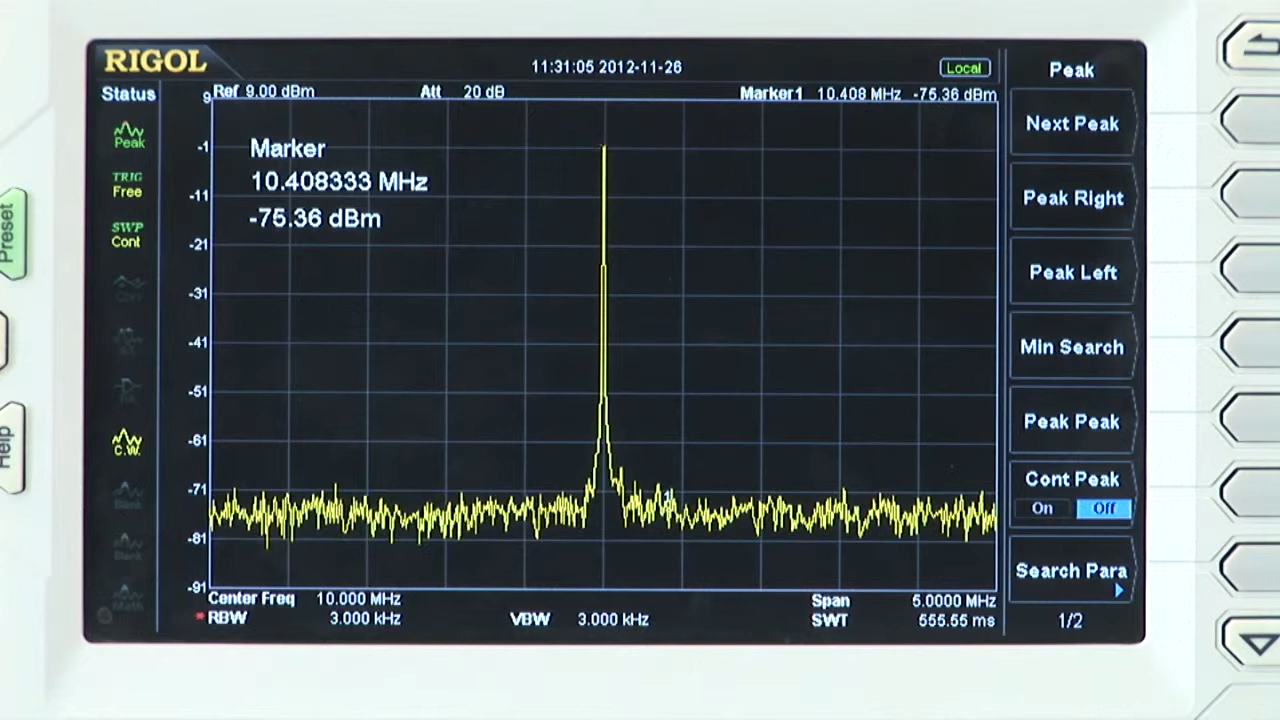 RIGOL
11:31:05 2012-11-26
Local
Peak
Status
Ref 9.00 dBm
Att 20 dB
Marker1 10.408 MHz -75.36 dBm
9
-1
-11
-21
-31
-41
-51
-61
-71
-81
-91
Marker
10.408333 MHz
-75.36 dBm
1
Peak
TRIG
Free
SWP
Cont
C.W.
Blank
Blank
Math
Center Freq 10.000 MHz
Span 5.0000 MHz
*RBW 3.000 kHz
VBW 3.000 kHz
SWT 555.55 ms
Next Peak
Peak Right
Peak Left
Min Search
Peak Peak
Cont Peak
On Off
Search Para
1/2
Preset
Help